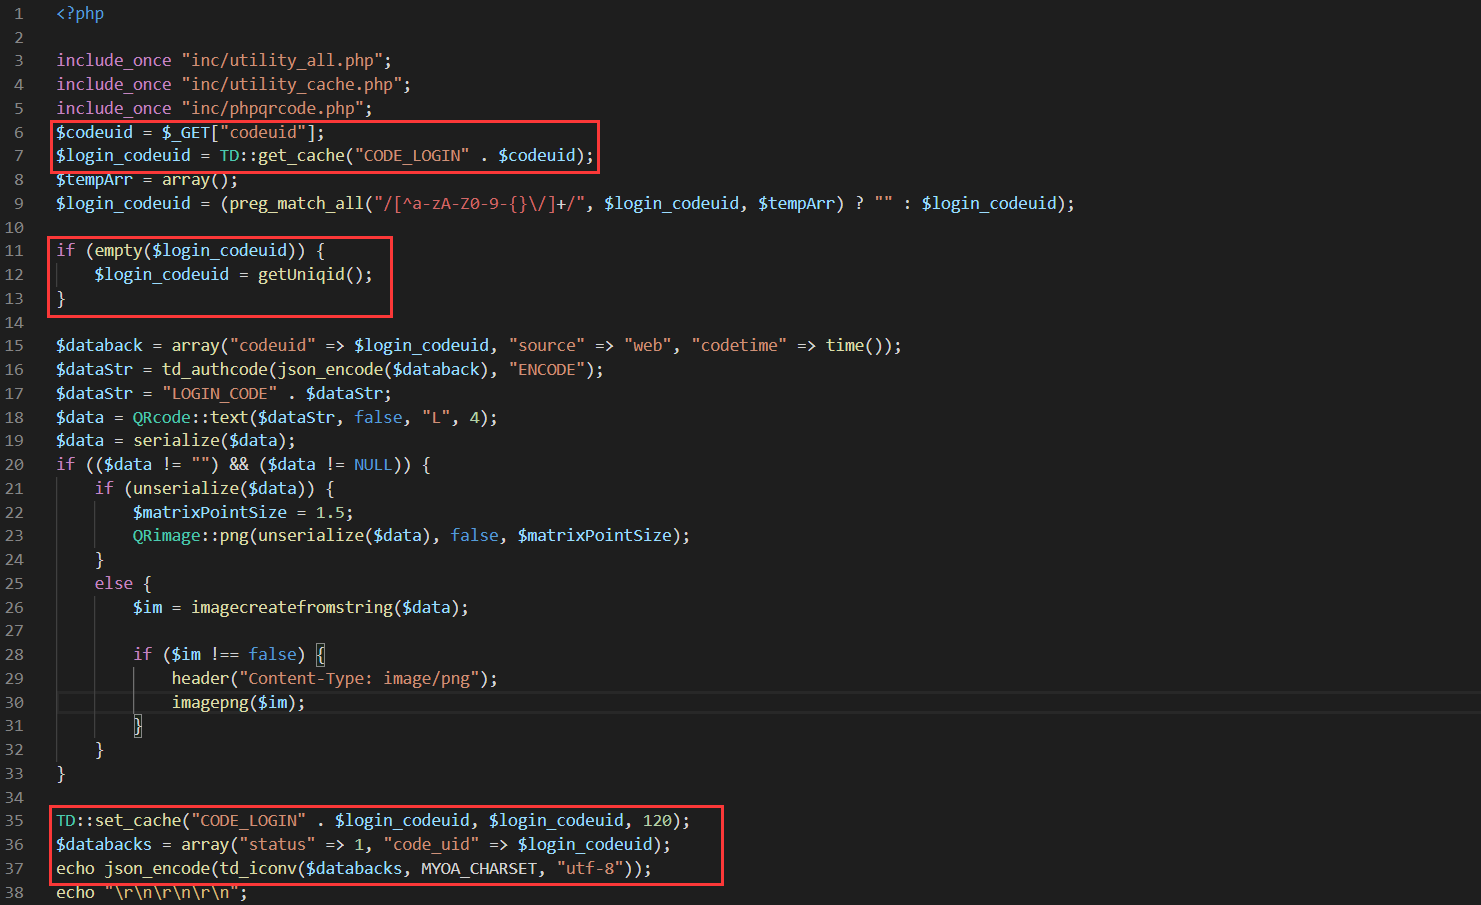 1 <?php
2
3 include_once "inc/utility_all.php";
4 include_once "inc/utility_cache.php";
5 include_once "inc/phpqrcode.php";
6 $codeuid = $_GET["codeuid"];
7 $login_codeuid = TD::get_cache("CODE_LOGIN" . $codeuid);
8 $tempArr = array();
9 $login_codeuid = (preg_match_all("/[^a-zA-Z0-9-{}\/]+/", $login_codeuid, $tempArr) ? "" : $login_codeuid);
10
11 if (empty($login_codeuid)) {
12     $login_codeuid = getUniqid();
13 }
14
15 $databack = array("codeuid" => $login_codeuid, "source" => "web", "codetime" => time());
16 $dataStr = td_authcode(json_encode($databack), "ENCODE");
17 $dataStr = "LOGIN_CODE" . $dataStr;
18 $data = QRcode::text($dataStr, false, "L", 4);
19 $data = serialize($data);
20 if (($data != "") && ($data != NULL)) {
21     if (unserialize($data)) {
22         $matrixPointSize = 1.5;
23         QRimage::png(unserialize($data), false, $matrixPointSize);
24     }
25     else {
26         $im = imagecreatefromstring($data);
27
28         if ($im !== false) {
29             header("Content-Type: image/png");
30             imagepng($im);
31         }
32     }
33 }
34
35 TD::set_cache("CODE_LOGIN" . $login_codeuid, $login_codeuid, 120);
36 $databacks = array("status" => 1, "code_uid" => $login_codeuid);
37 echo json_encode(td_iconv($databacks, MYOA_CHARSET, "utf-8"));
38 echo "\r\n\r\n\r\n";